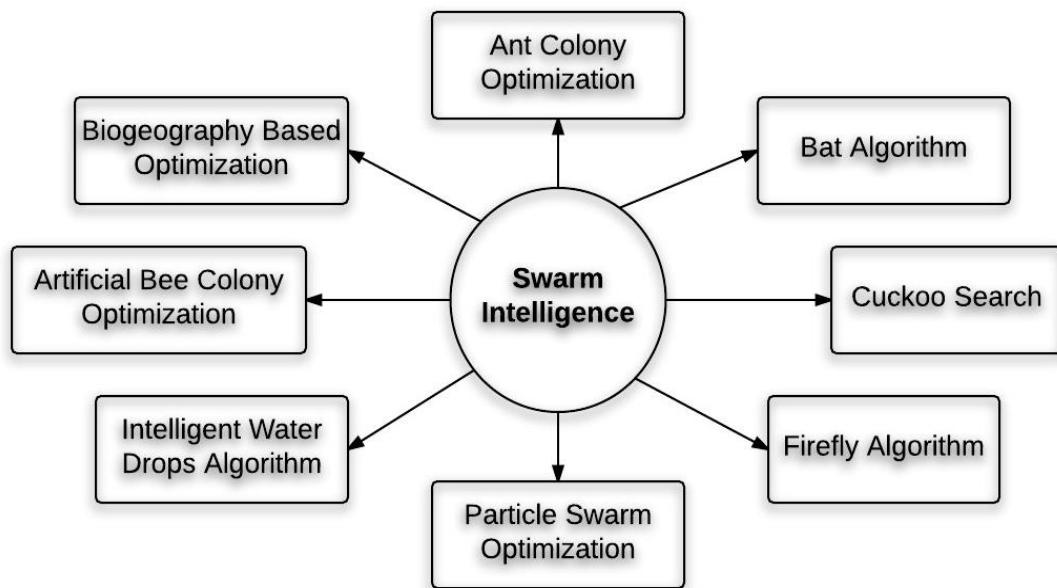 Ant Colony
Optimization
Biogeography Based
Optimization
Bat Algorithm
Artificial Bee Colony
Optimization
Swarm
Intelligence
Cuckoo Search
Intelligent Water
Drops Algorithm
Firefly Algorithm
Particle Swarm
Optimization